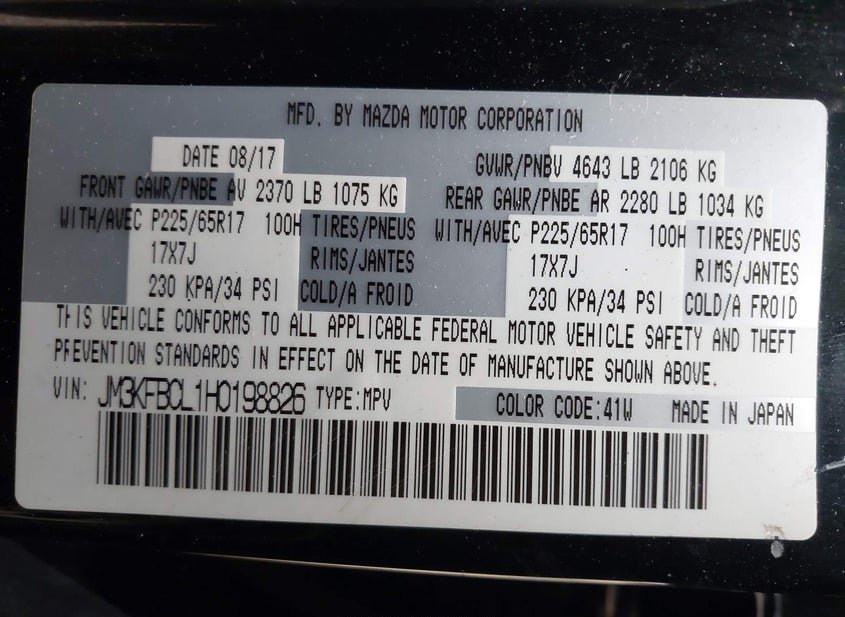 MFD. BY MAZDA MOTOR CORPORATION
DATE 08/17 GVWR/PNBV 4643 LB 2106 KG
FRONT GAWR/PNBE AV 2370 LB 1075 KG REAR GAWR/PNBE AR 2280 LB 1034 KG
WITH/AVEC P225/65R17 100H TIRES/PNEUS WITH/AVEC P225/65R17 100H TIRES/PNEUS
17X7J RIMS/JANTES 17X7J RIMS/JANTES
230 KPA/34 PSI COLD/A FROID 230 KPA/34 PSI COLD/A FROID
THIS VEHICLE CONFORMS TO ALL APPLICABLE FEDERAL MOTOR VEHICLE SAFETY AND THEFT
PREVENTION STANDARDS IN EFFECT ON THE DATE OF MANUFACTURE SHOWN ABOVE.
VIN: JM3KFBCL1H0198826 TYPE:MPV COLOR CODE:41W MADE IN JAPAN